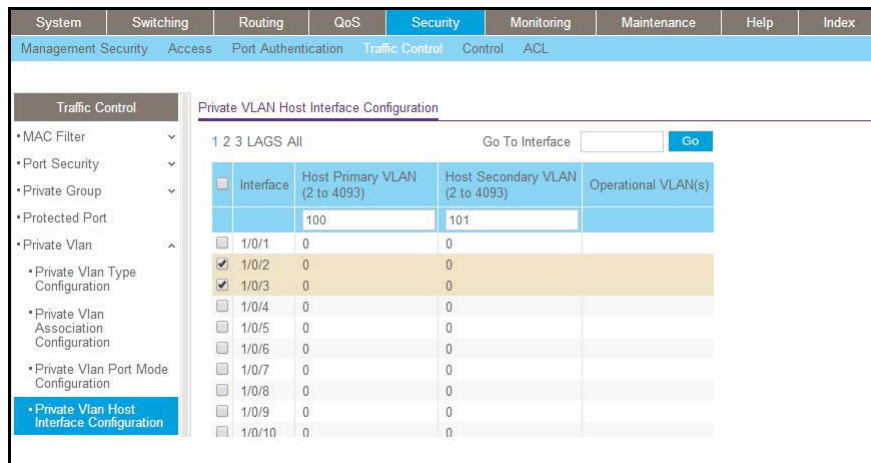 System Switching Routing QoS Security Monitoring Maintenance Help Index
Management Security Access Port Authentication Traffic Control Control ACL
Traffic Control
MAC Filter
Port Security
Private Group
Protected Port
Private Vlan
Private Vlan Type
Configuration
Private Vlan
Association
Configuration
Private Vlan Port Mode
Configuration
Private Vlan Host
Interface Configuration
Private VLAN Host Interface Configuration
1 2 3 LAGS All Go To Interface Go
Interface Host Primary VLAN (2 to 4093) Host Secondary VLAN (2 to 4093) Operational VLAN(s)
100 101
1/0/1 0 0
1/0/2 0 0
1/0/3 0 0
1/0/4 0 0
1/0/5 0 0
1/0/6 0 0
1/0/7 0 0
1/0/8 0 0
1/0/9 0 0
1/0/10 0 0